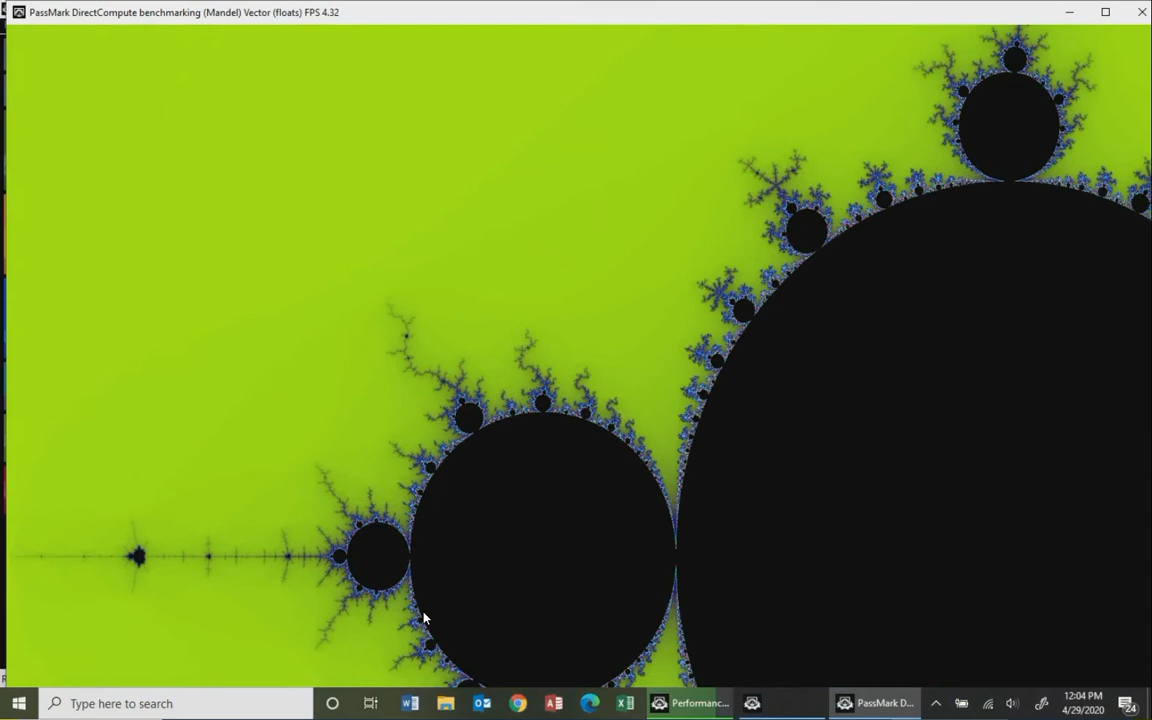 PassMark DirectCompute benchmarking (Mandel) Vector (floats) FPS 4.32
Type here to search
Performanc...
PassMark D...
12:04 PM
4/29/2020
24